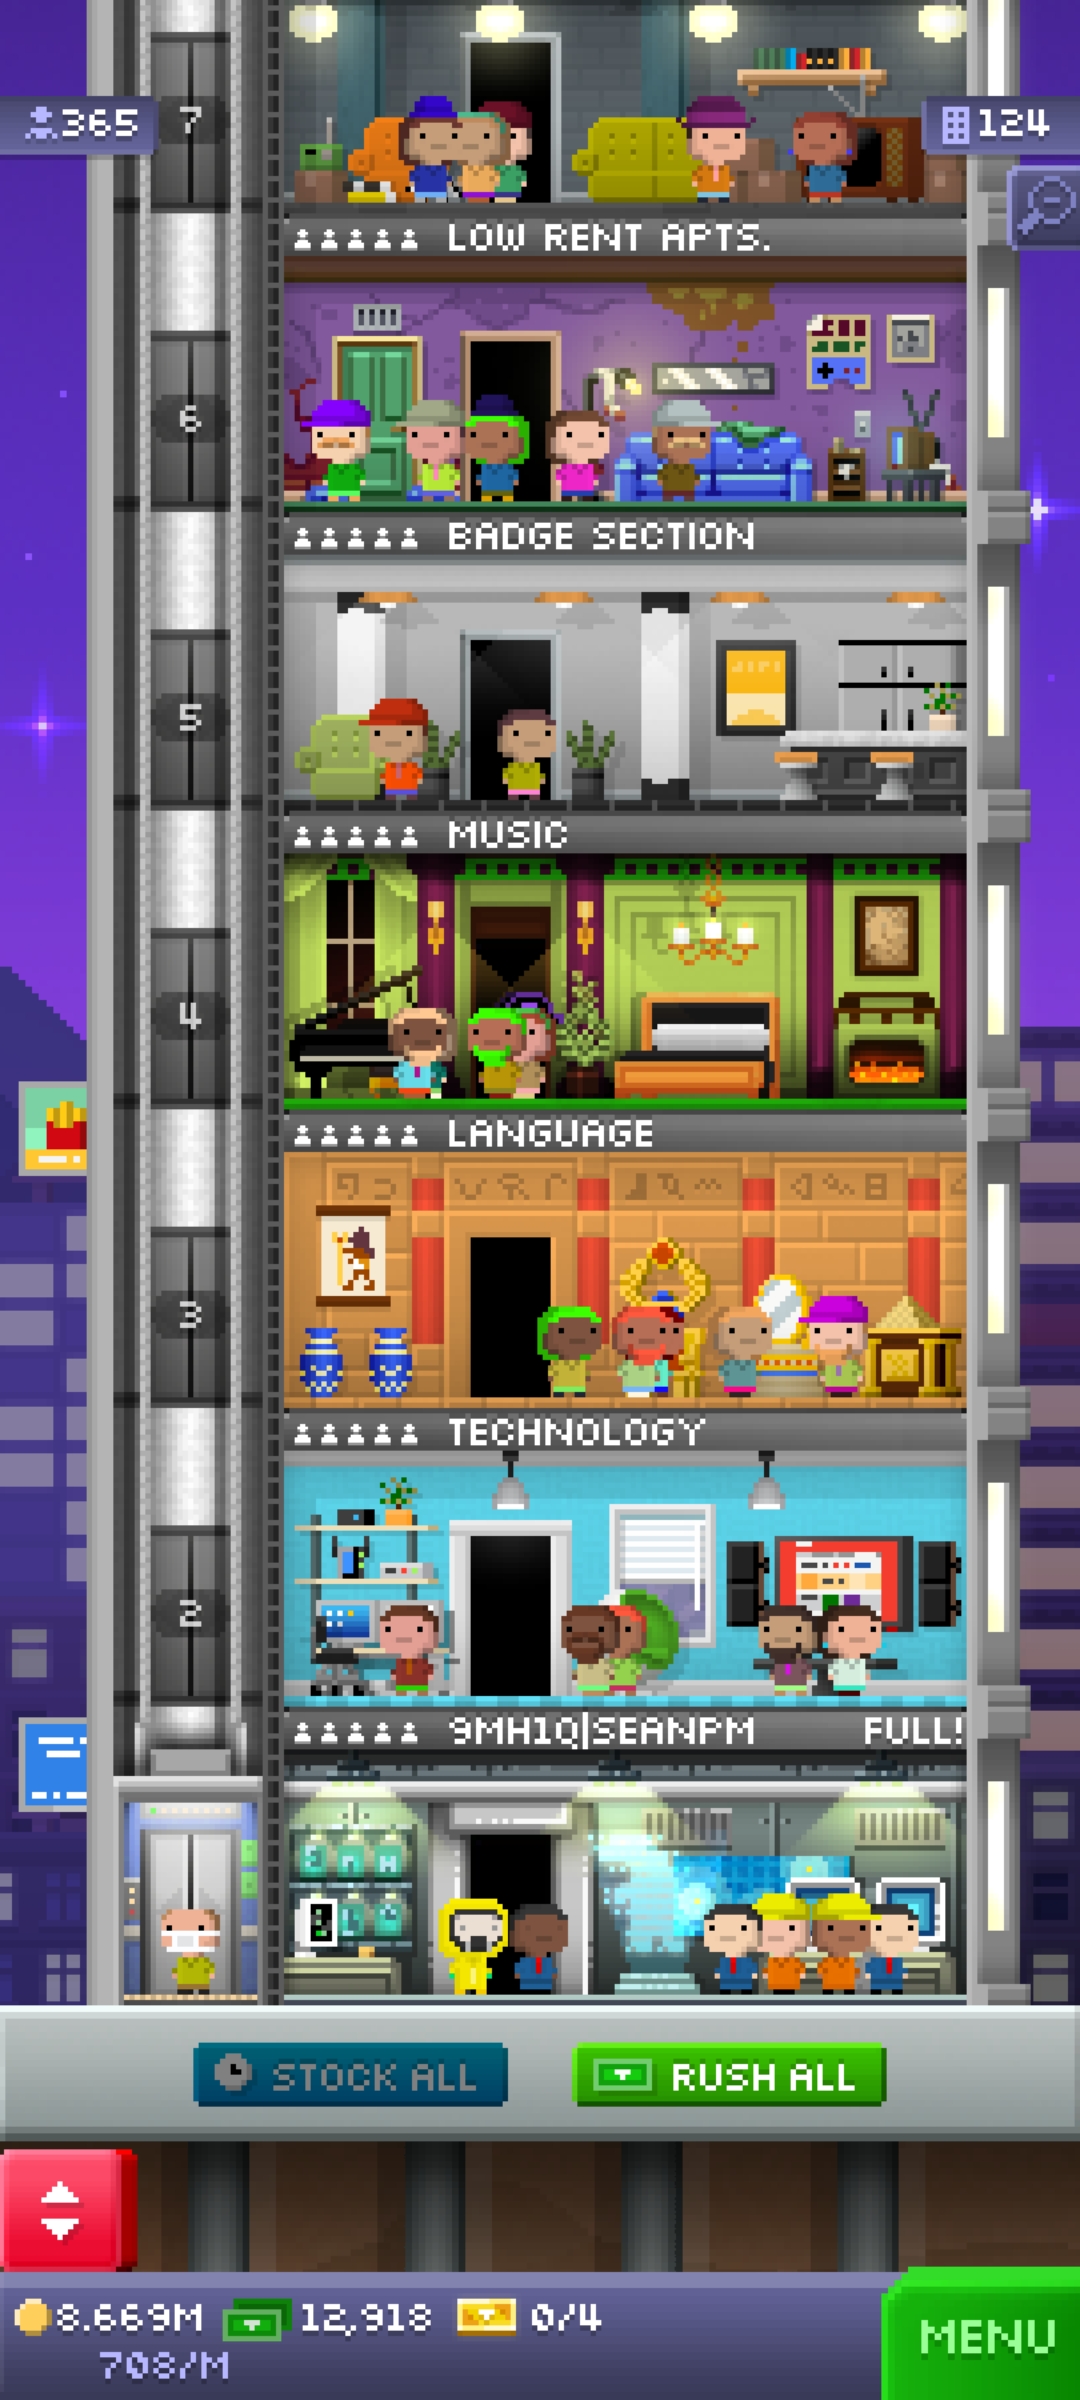 7
365
124
LOW RENT APTS.
6
BADGE SECTION
5
MUSIC
4
LANGUAGE
3
TECHNOLOGY
2
9MH1Q|SEANPM FULL!
STOCK ALL
RUSH ALL
8.669M 12,918 0/4
708/M
MENU